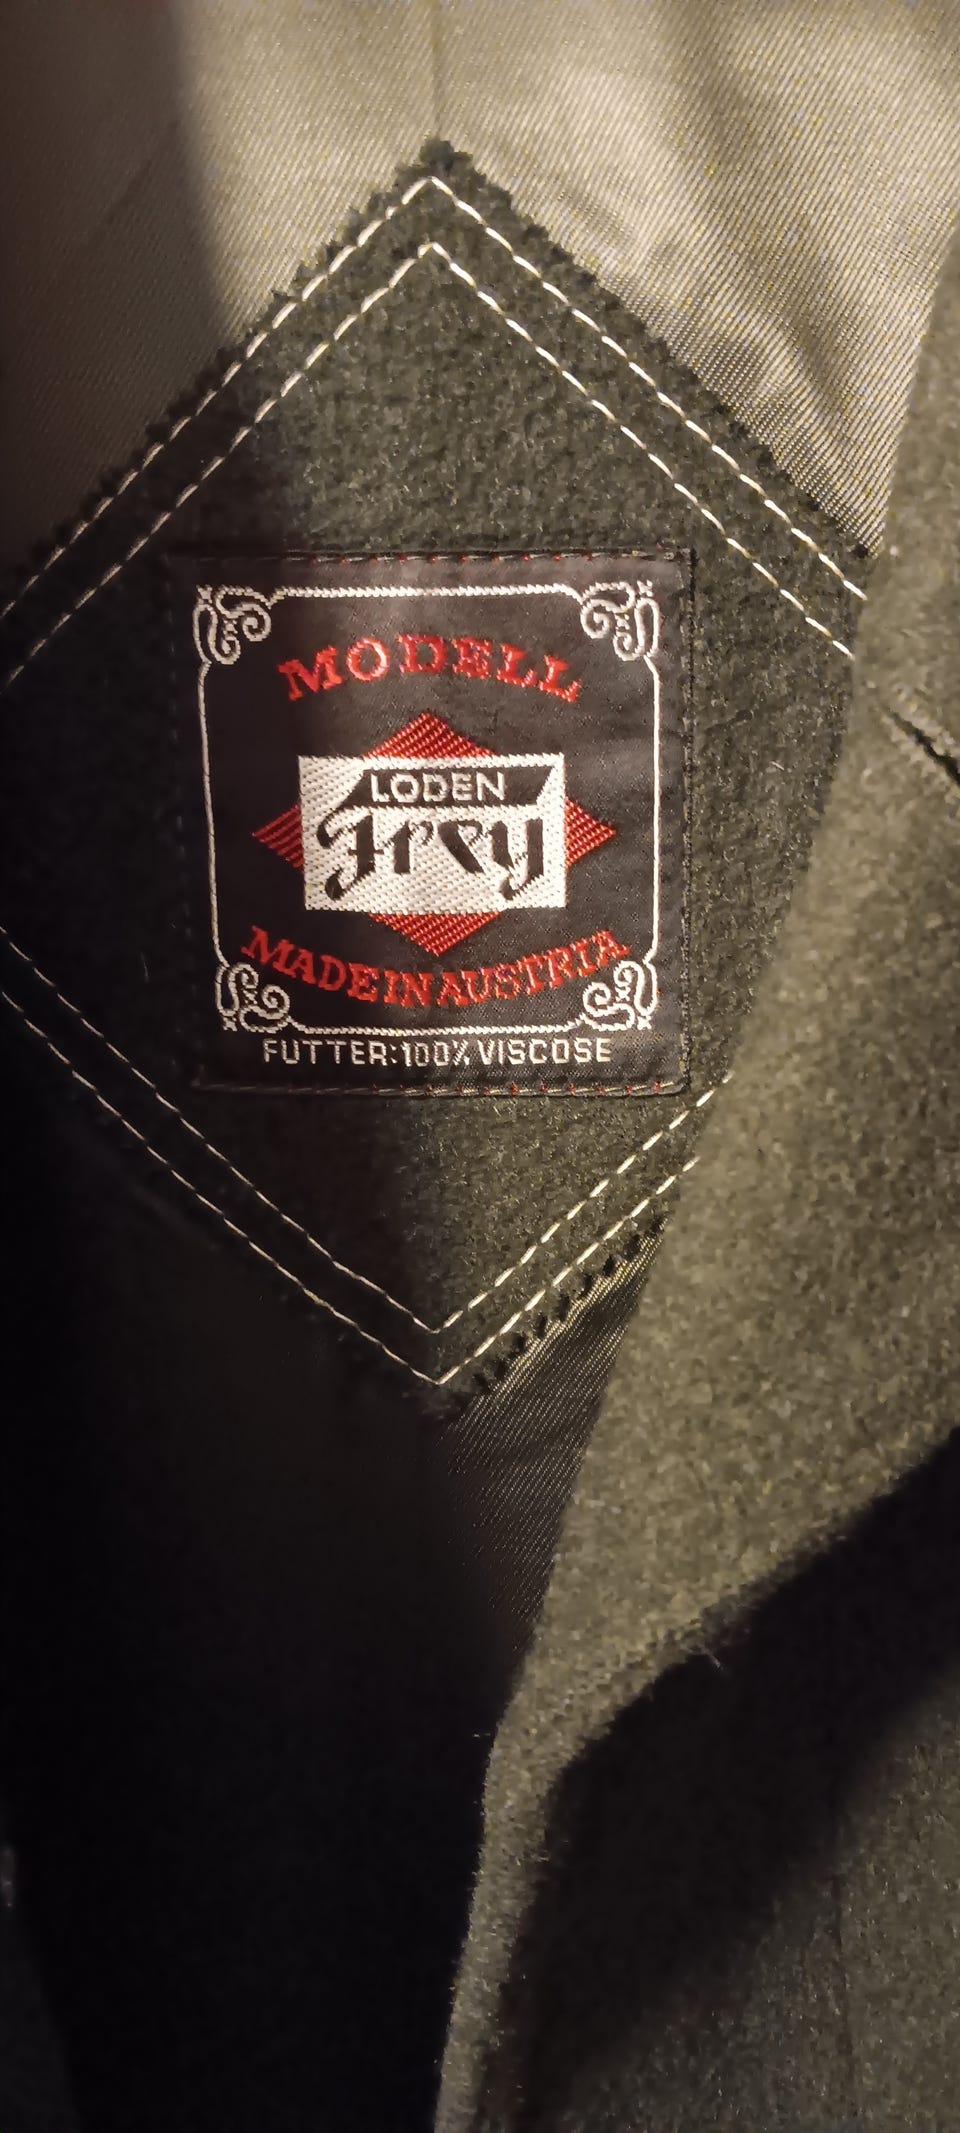 MODELL
LODEN
Frey
MADE IN AUSTRIA
FUTTER:100% VISCOSE